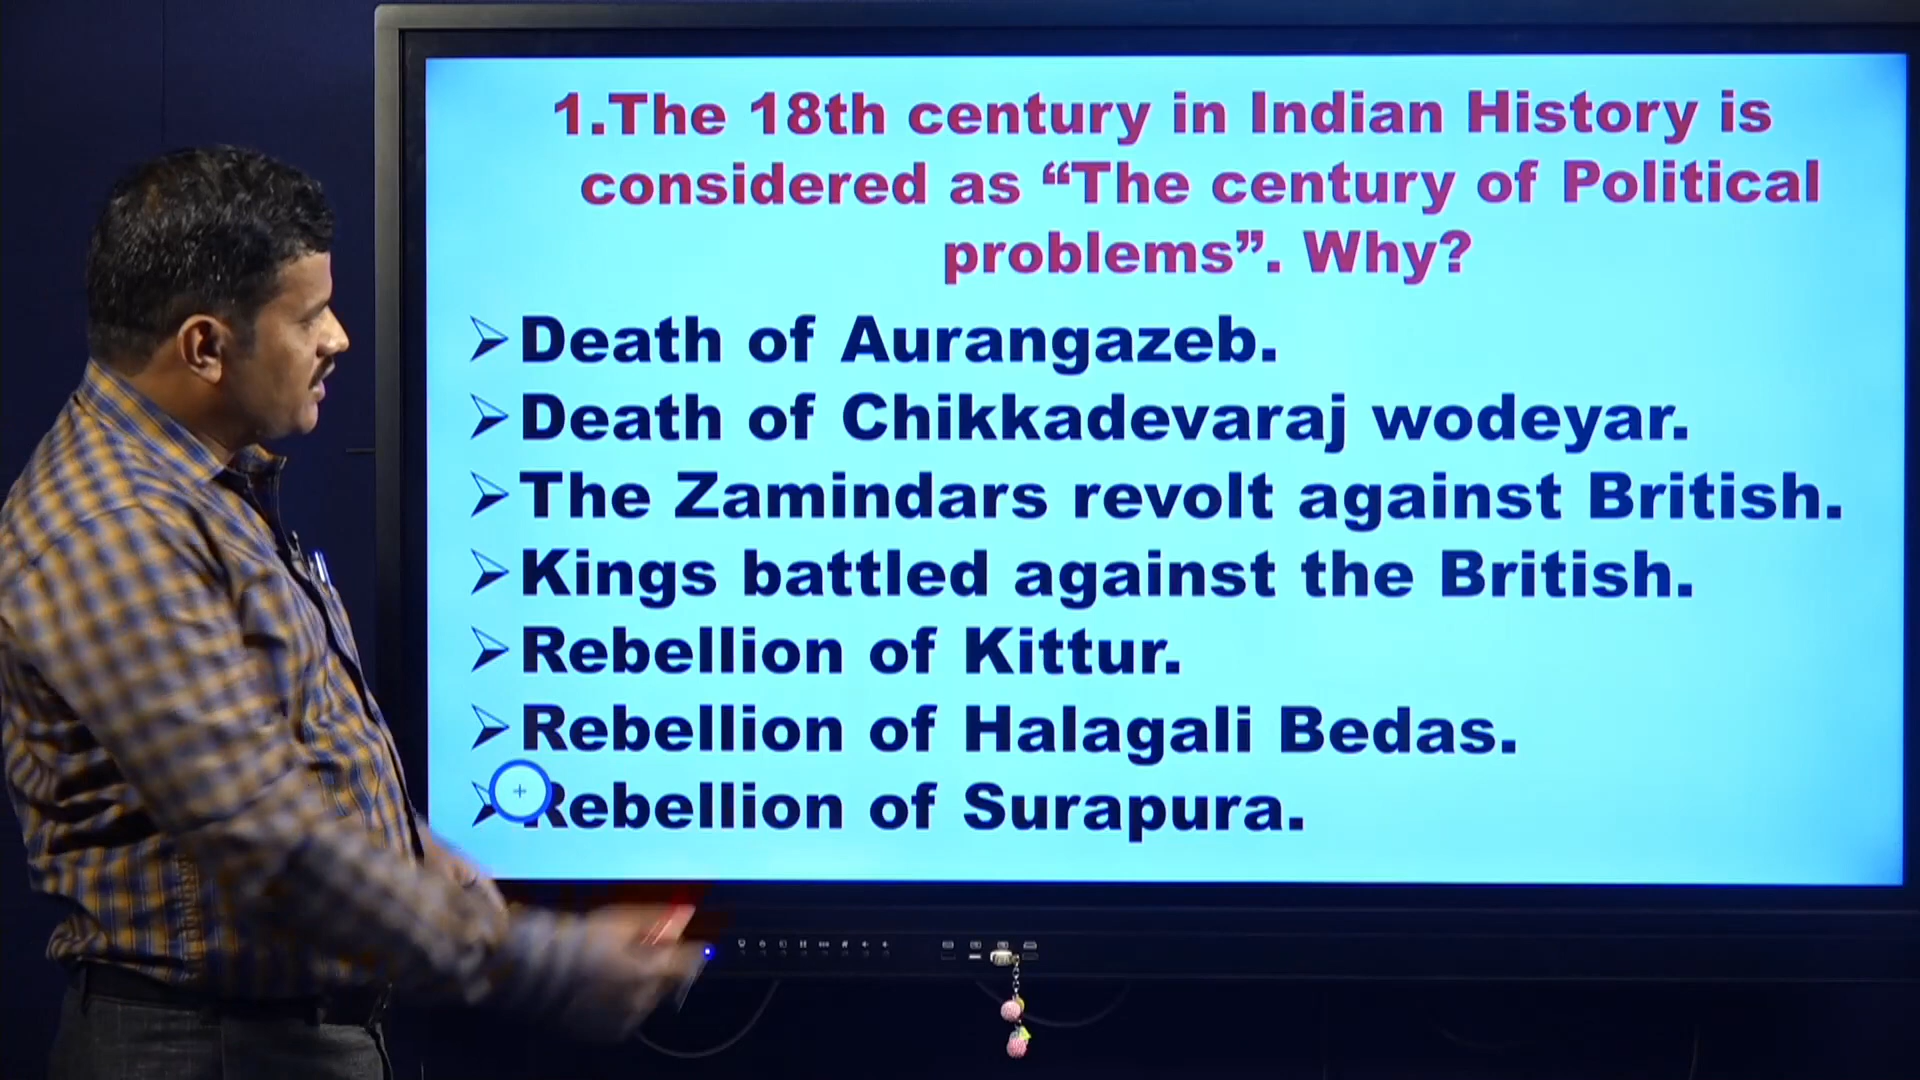 1.The 18th century in Indian History is
considered as “The century of Political
problems”. Why?
Death of Aurangazeb.
Death of Chikkadevaraj wodeyar.
The Zamindars revolt against British.
Kings battled against the British.
Rebellion of Kittur.
Rebellion of Halagali Bedas.
Rebellion of Surapura.